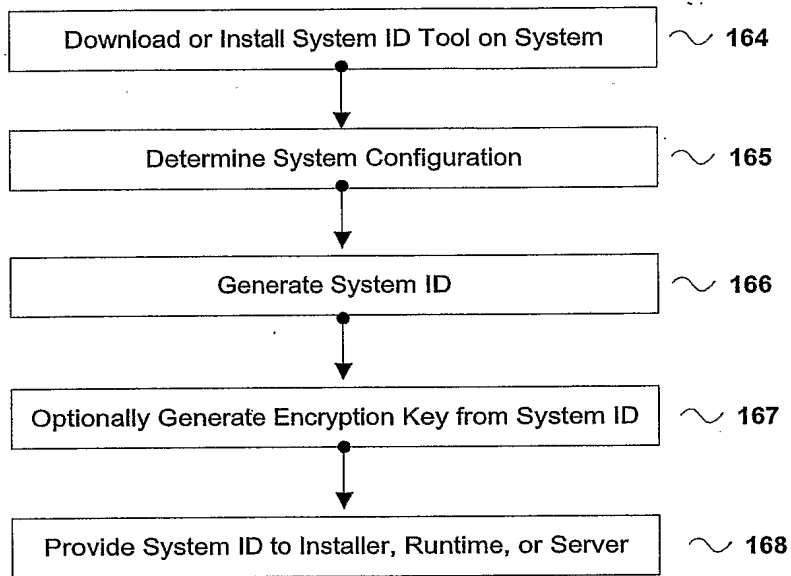 Download or Install System ID Tool on System 164
Determine System Configuration 165
Generate System ID 166
Optionally Generate Encryption Key from System ID 167
Provide System ID to Installer, Runtime, or Server 168